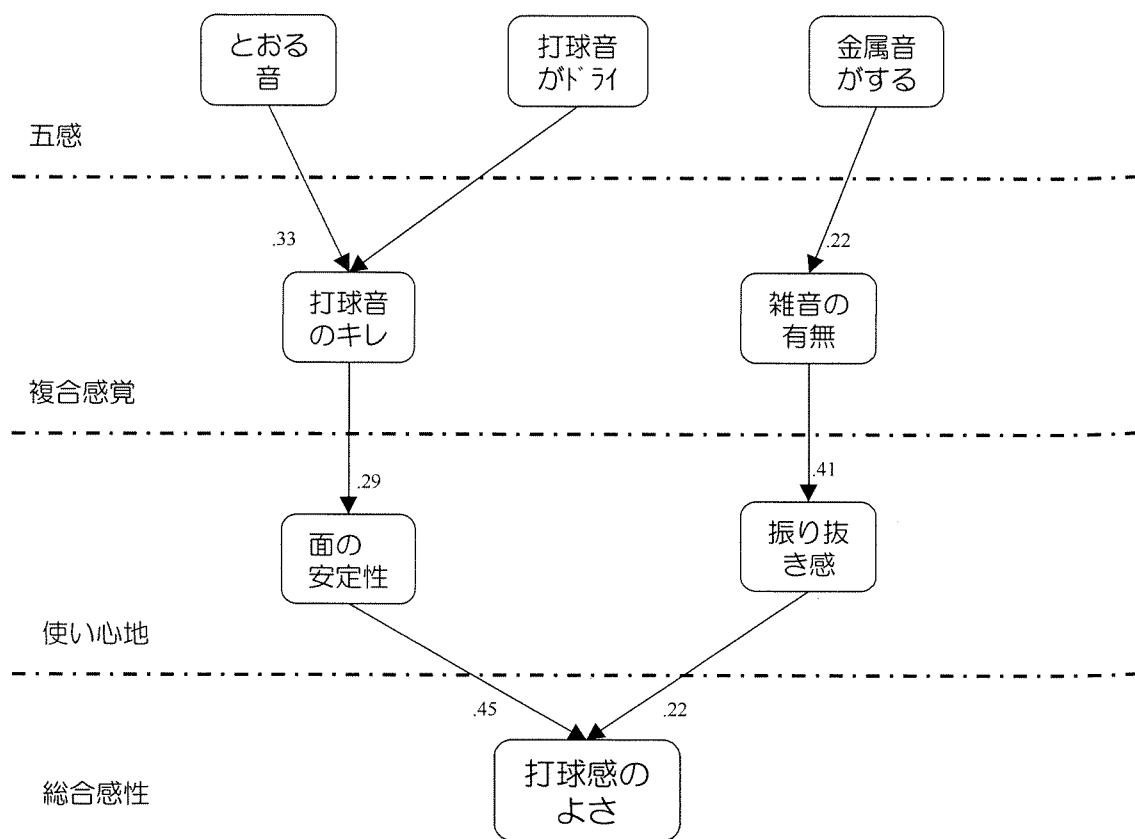 とおる
音
打球音
がﾄﾞﾗｲ
金属音
がする
五感
.33
.22
打球音
のキレ
雑音の
有無
複合感覚
.29
.41
面の
安定性
振り抜
き感
使い心地
.45
.22
打球感の
よさ
総合感性